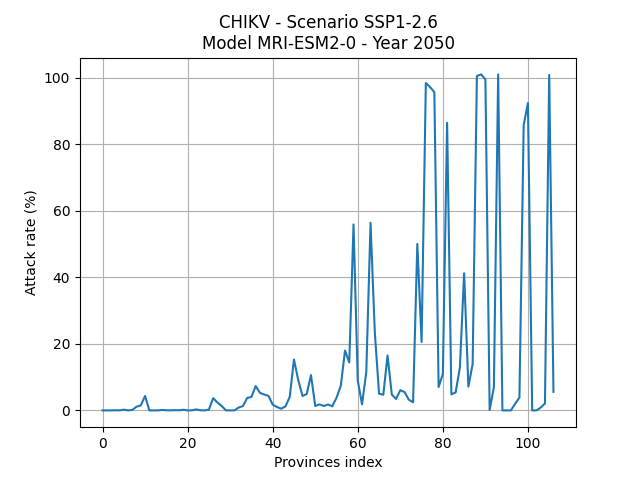 CHIKV - Scenario SSP1-2.6
Model MRI-ESM2-0 - Year 2050
Attack rate (%)
100
80
60
40
20
0
0 20 40 60 80 100
Provinces index